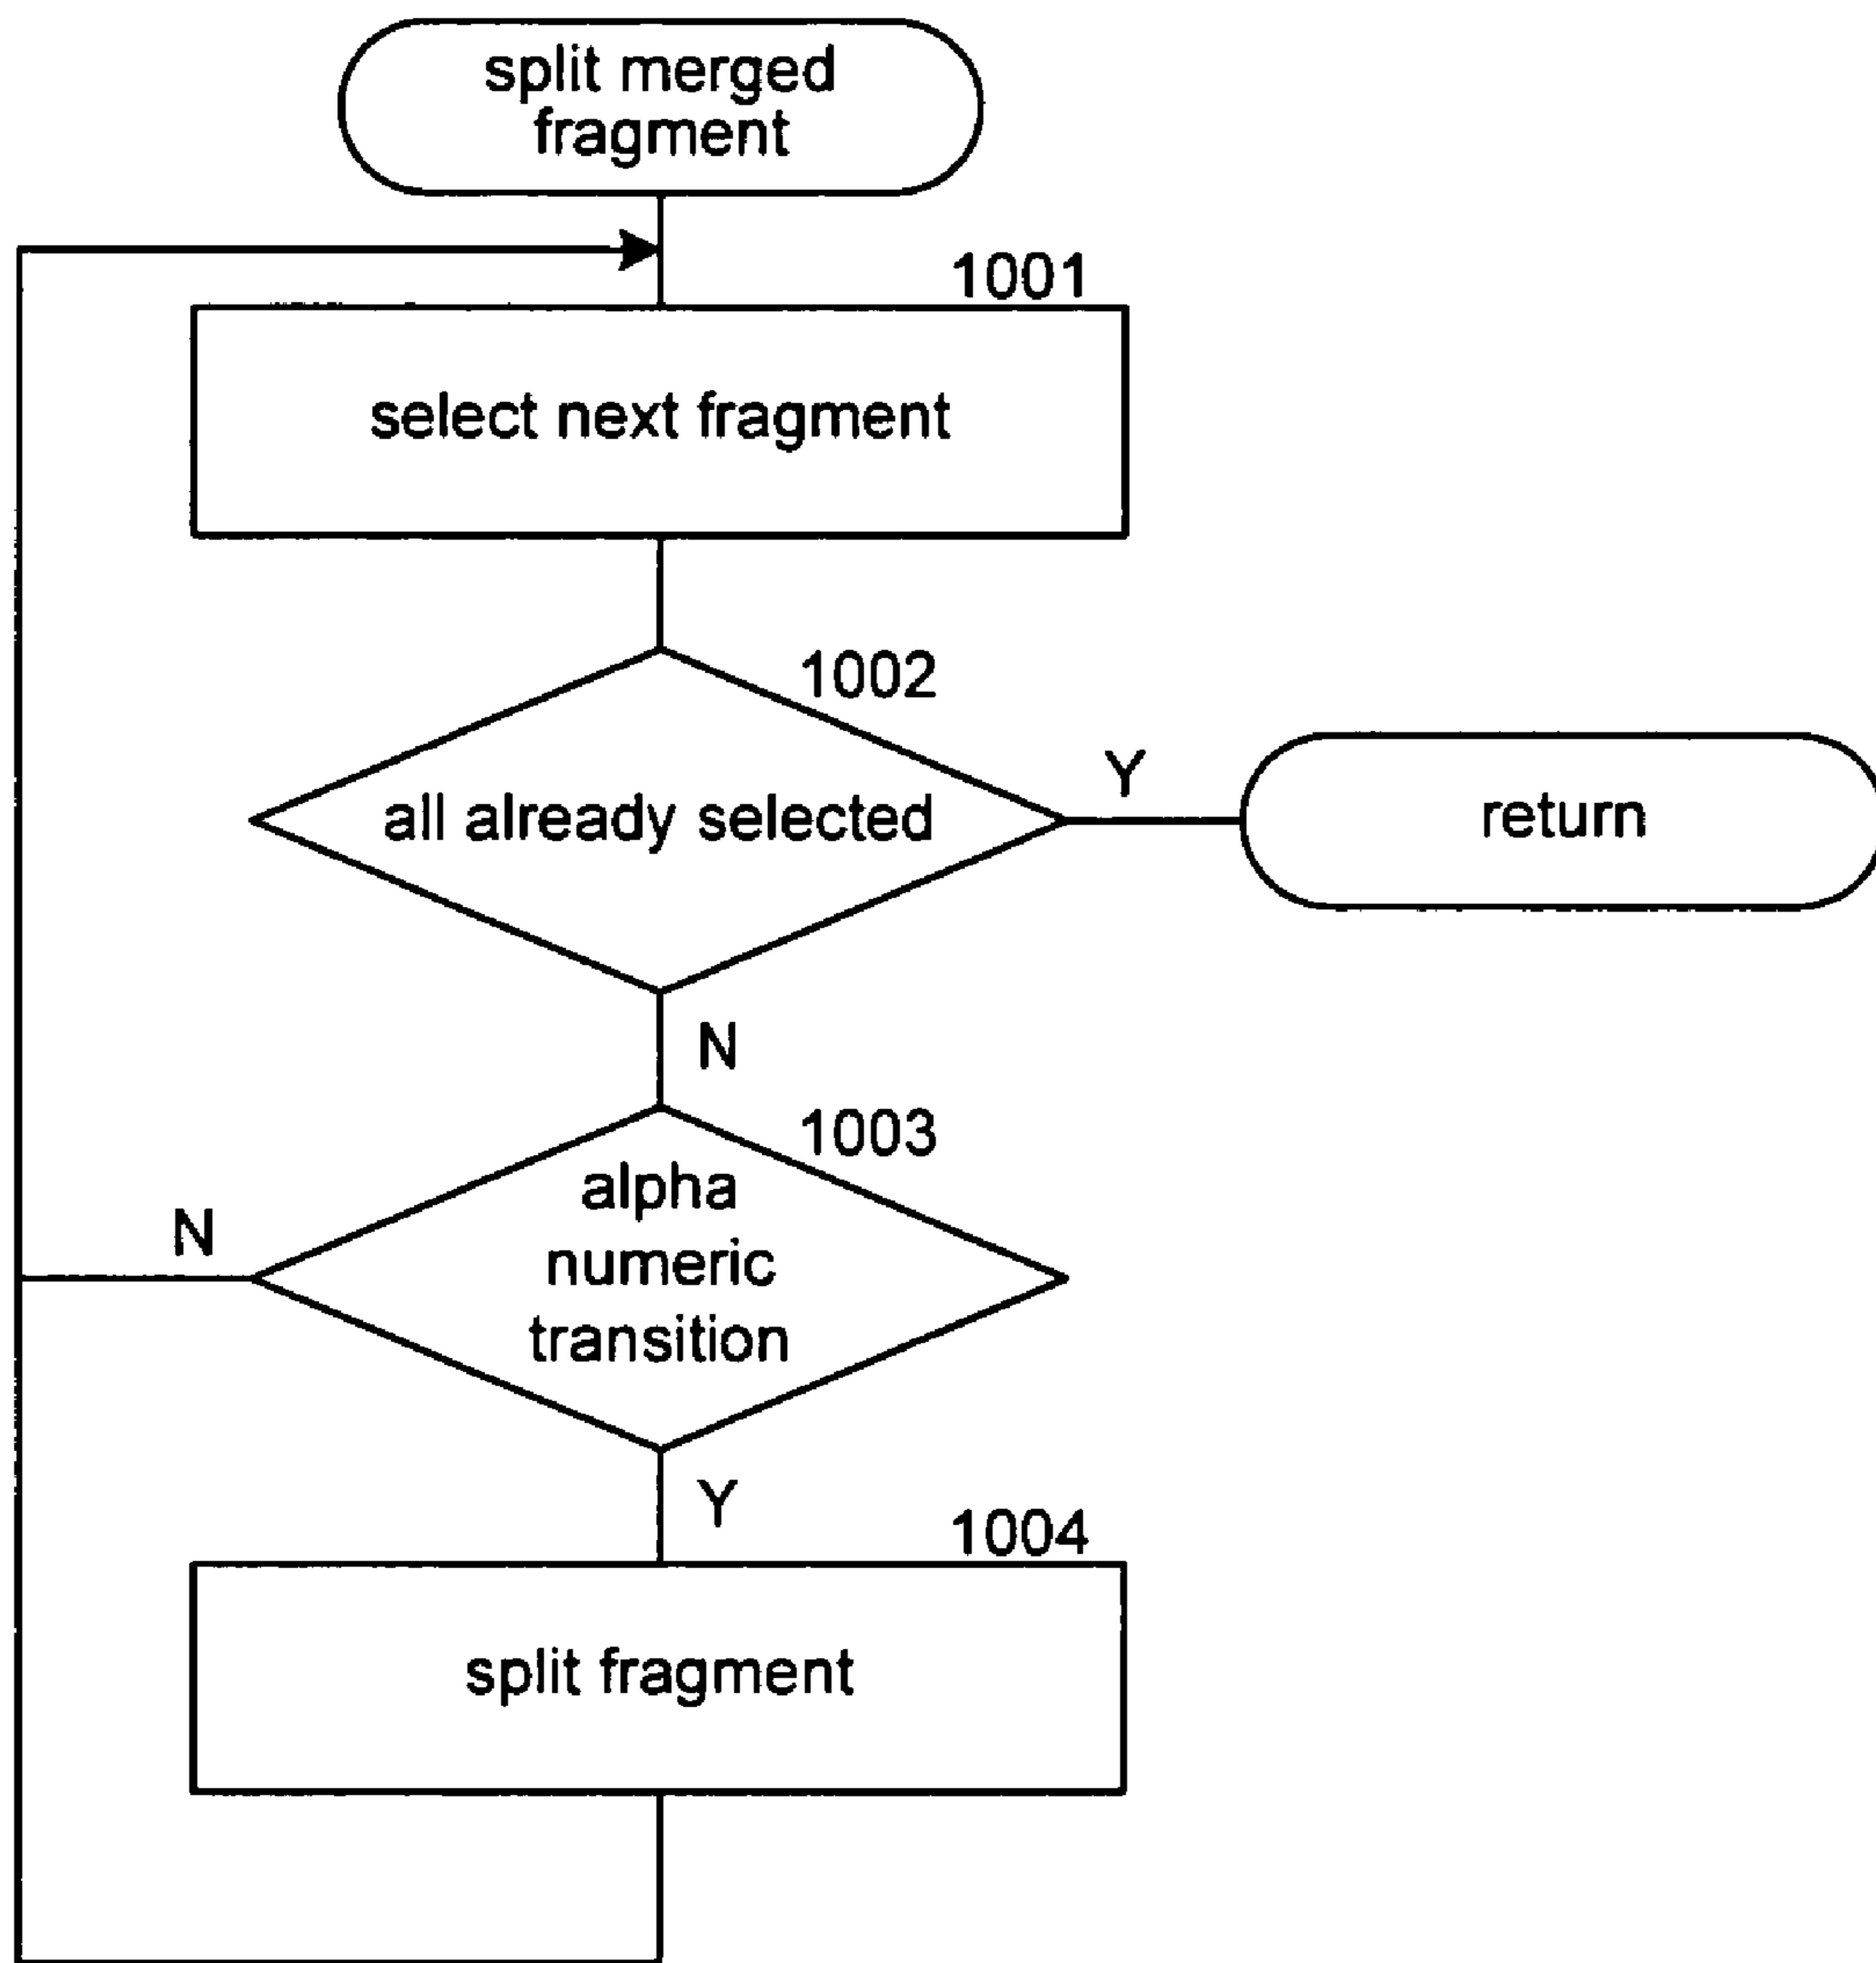 split merged
fragment
1001
select next fragment
1002
all already selected
Y
return
N
1003
alpha
numeric
transition
N
Y
1004
split fragment